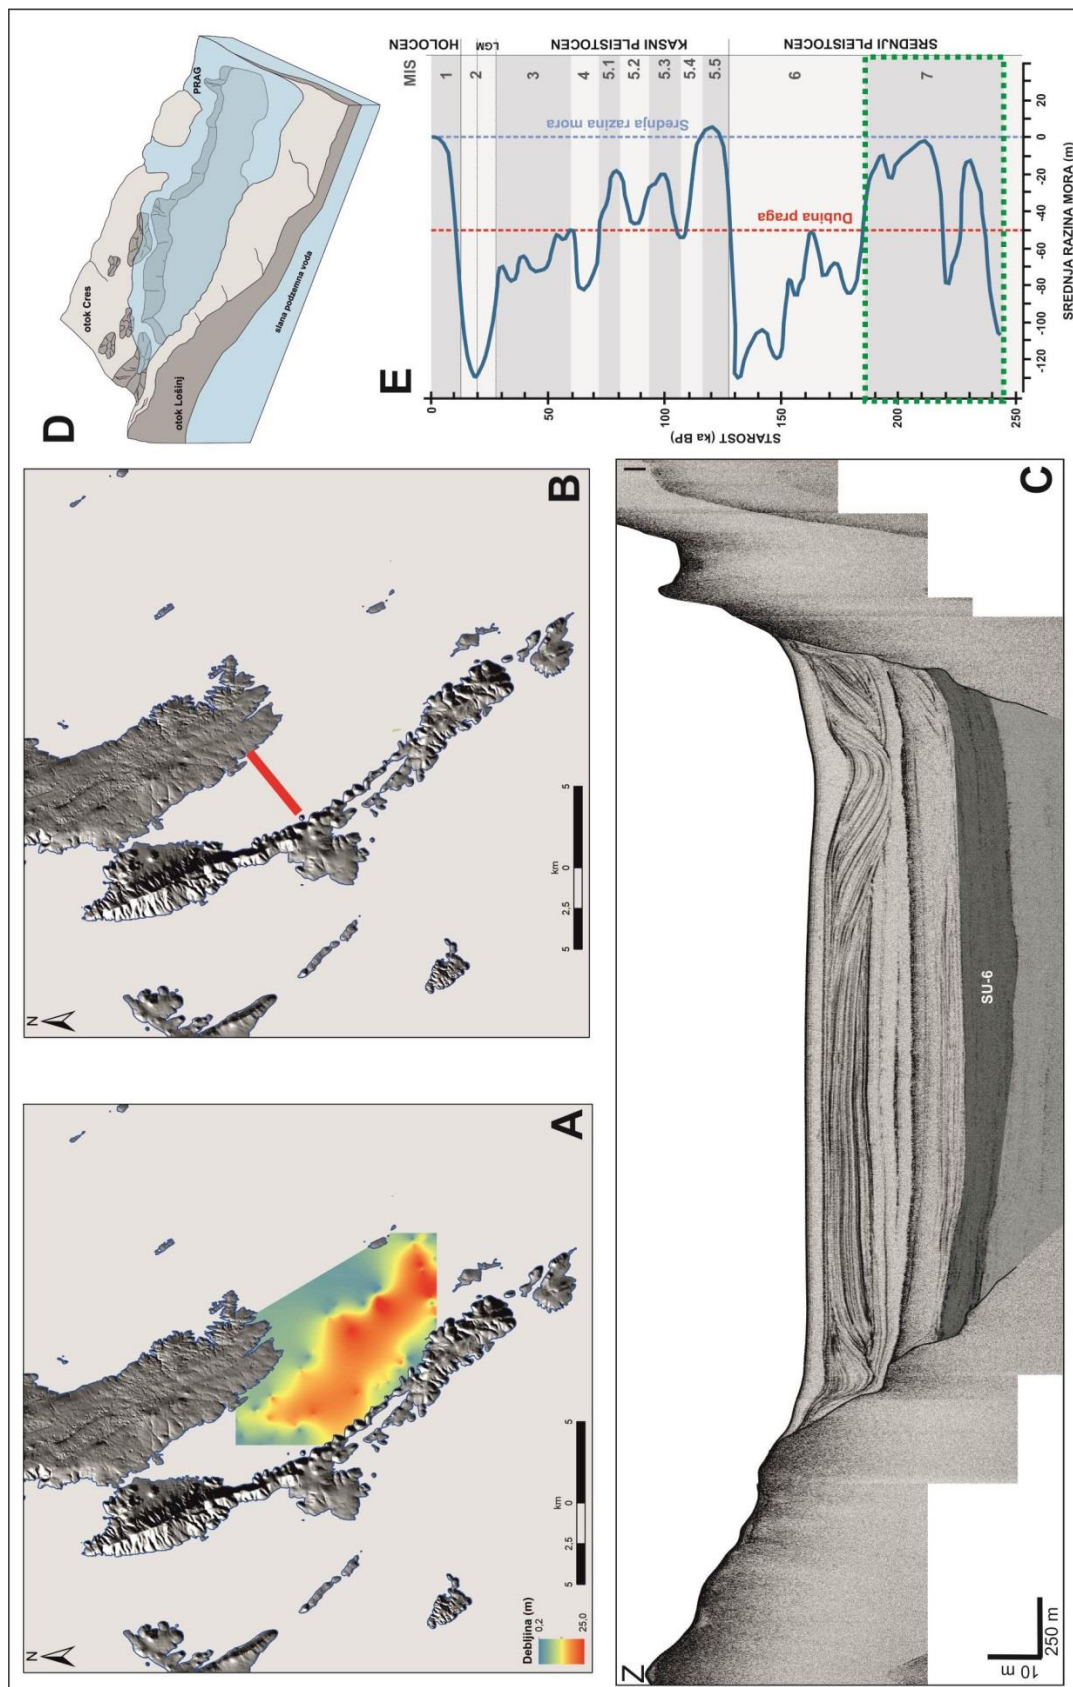 A
N
Debljina (m)
0.2
25.0
5
2.5
0
km
5
B
N
5
2.5
0
km
5
C
Z
I
SU-6
10 m
250 m
D
PRAG
otok Cres
otok Lošinj
slana podzemna voda
E
MIS
HOLOCEN
LGM
KASNI PLEISTOCEN
SREDNJI PLEISTOCEN
1
2
3
4
5.1
5.2
5.3
5.4
5.5
6
7
Srednja razina mora
Dubina praga
20
0
-20
-40
-60
-80
-100
-120
SREDNJA RAZINA MORA (m)
0
50
100
150
200
250
STAROST (ka BP)